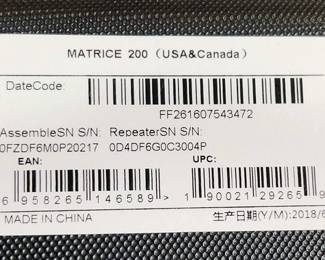 MATRICE 200（USA&Canada）
DateCode:
FF261607543472
AssembleSN S/N: RepeaterSN S/N:
0FZDF6M0P20217 0D4DF6G0C3004P
EAN: UPC:
6 958265 146589 > 1 90021 29265 9
MADE IN CHINA 生产日期(Y/M):2018/6